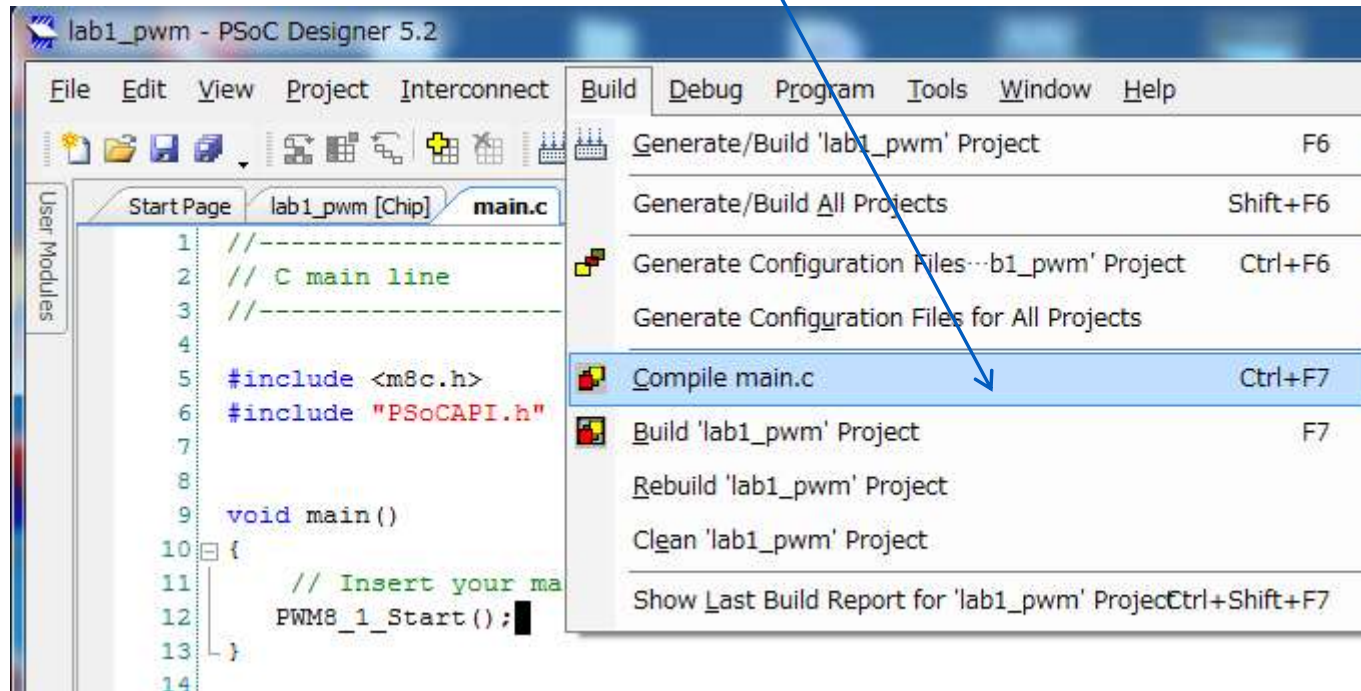 lab1_pwm - PSoC Designer 5.2
File Edit View Project Interconnect Build Debug Program Tools Window Help
Generate/Build 'lab1_pwm' Project F6
Generate/Build All Projects Shift+F6
Generate Configuration Files…b1_pwm' Project Ctrl+F6
Generate Configuration Files for All Projects
Compile main.c Ctrl+F7
Build 'lab1_pwm' Project F7
Rebuild 'lab1_pwm' Project
Clean 'lab1_pwm' Project
Show Last Build Report for 'lab1_pwm' Project Ctrl+Shift+F7
User Modules
Start Page lab1_pwm [Chip] main.c
1 //-------------------
2 // C main line
3 //-------------------
4
5 #include <m8c.h>
6 #include "PSoCAPI.h"
7
8
9 void main()
10 {
11 // Insert your ma
12 PWM8_1_Start();
13 }
14